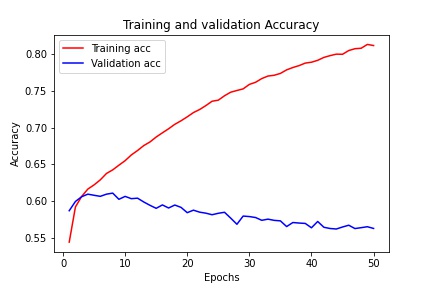 Training and validation Accuracy
Training acc
Validation acc
Accuracy
0.80
0.75
0.70
0.65
0.60
0.55
0 10 20 30 40 50
Epochs